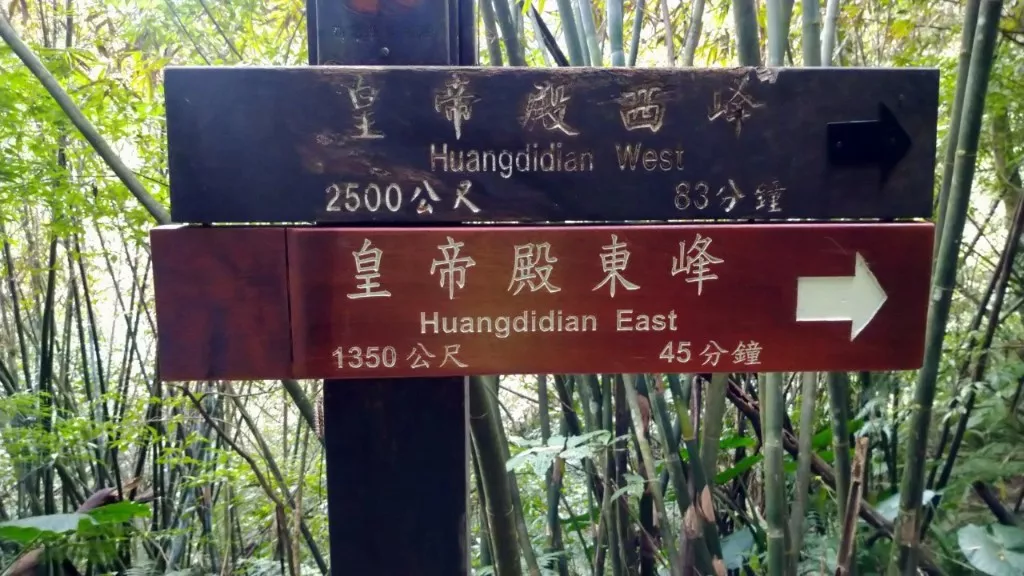 皇帝殿西峰
Huangdidian West
2500公尺 83分鐘
皇帝殿東峰
Huangdidian East
1350公尺 45分鐘